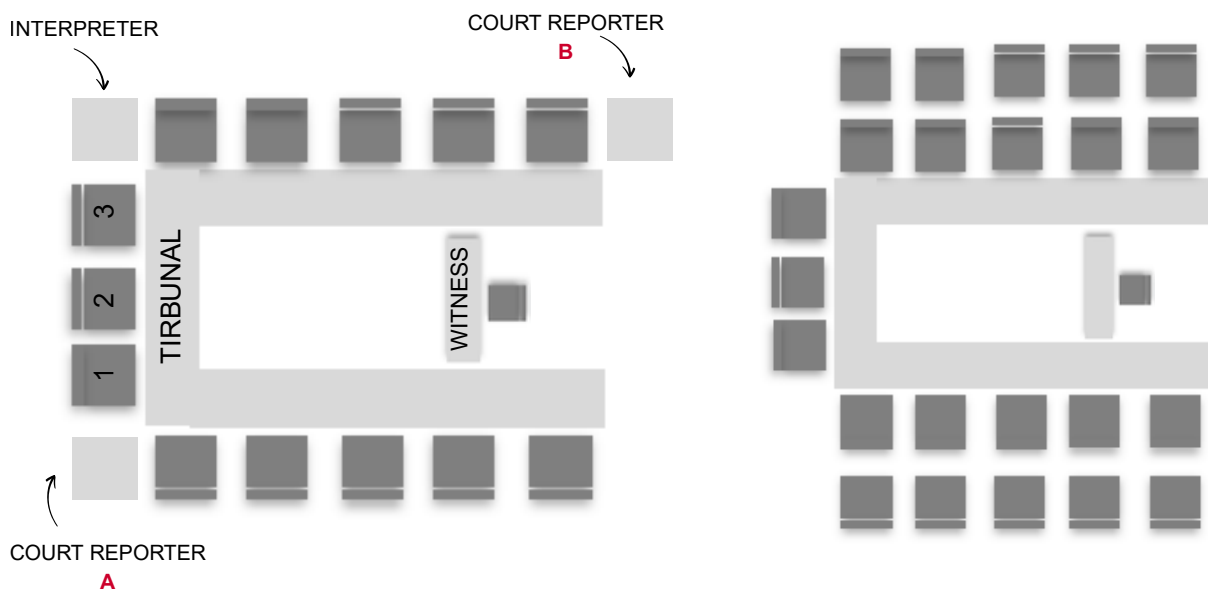 INTERPRETER
COURT REPORTER
B
3
2
1
TIRBUNAL
WITNESS
COURT REPORTER
A